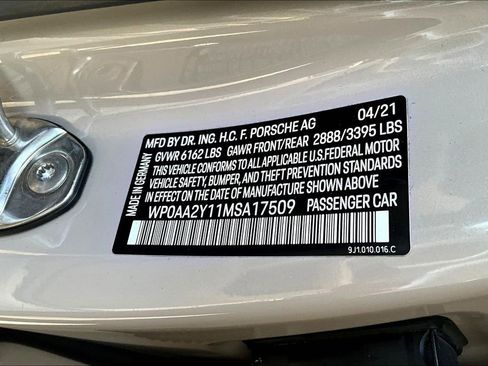 MADE IN GERMANY
MFD BY DR. ING. H.C. F. PORSCHE AG 04/21
GVWR 6162 LBS GAWR FRONT/REAR 2888/3395 LBS
THIS VEHICLE CONFORMS TO ALL APPLICABLE U.S.FEDERAL MOTOR
VEHICLE SAFETY, BUMPER, AND THEFT PREVENTION STANDARDS
IN EFFECT ON THE DATE OF MANUFACTURE SHOWN ABOVE.
WP0AA2Y11MSA17509 PASSENGER CAR
9J1.010.016.C